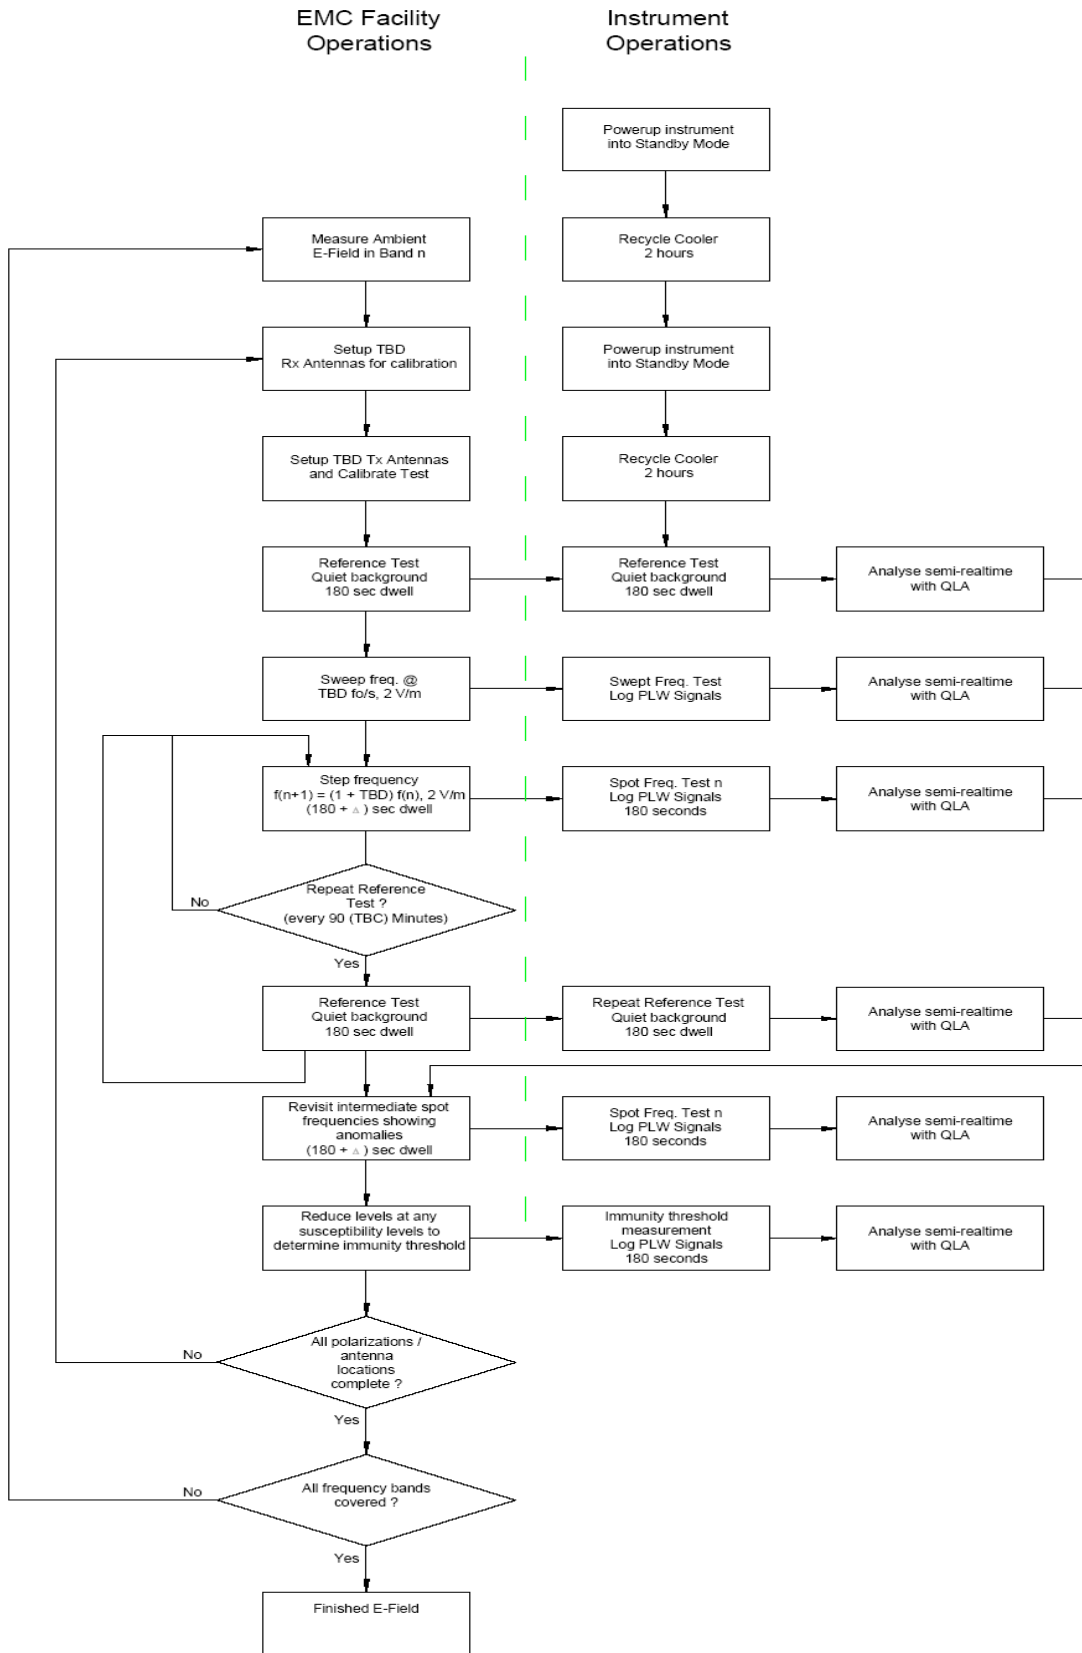 EMC Facility
Operations
Instrument
Operations
Powerup instrument
into Standby Mode
Measure Ambient
E-Field in Band n
Recycle Cooler
2 hours
Setup TBD
Rx Antennas for calibration
Powerup instrument
into Standby Mode
Setup TBD Tx Antennas
and Calibrate Test
Recycle Cooler
2 hours
Reference Test
Quiet background
180 sec dwell
Reference Test
Quiet background
180 sec dwell
Analyse semi-realtime
with QLA
Sweep freq. @
TBD fo/s, 2 V/m
Swept Freq. Test
Log PLW Signals
Analyse semi-realtime
with QLA
Step frequency
f(n+1) = (1 + TBD) f(n), 2 V/m
(180 + △ ) sec dwell
Spot Freq. Test n
Log PLW Signals
180 seconds
Analyse semi-realtime
with QLA
Repeat Reference
Test ?
(every 90 (TBC) Minutes)
No
Yes
Reference Test
Quiet background
180 sec dwell
Repeat Reference Test
Quiet background
180 sec dwell
Analyse semi-realtime
with QLA
Revisit intermediate spot
frequencies showing
anomalies
(180 + △ ) sec dwell
Spot Freq. Test n
Log PLW Signals
180 seconds
Analyse semi-realtime
with QLA
Reduce levels at any
susceptibility levels to
determine immunity threshold
Immunity threshold
measurement
Log PLW Signals
180 seconds
Analyse semi-realtime
with QLA
All polarizations /
antenna
locations
complete ?
No
Yes
All frequency bands
covered ?
No
Yes
Finished E-Field